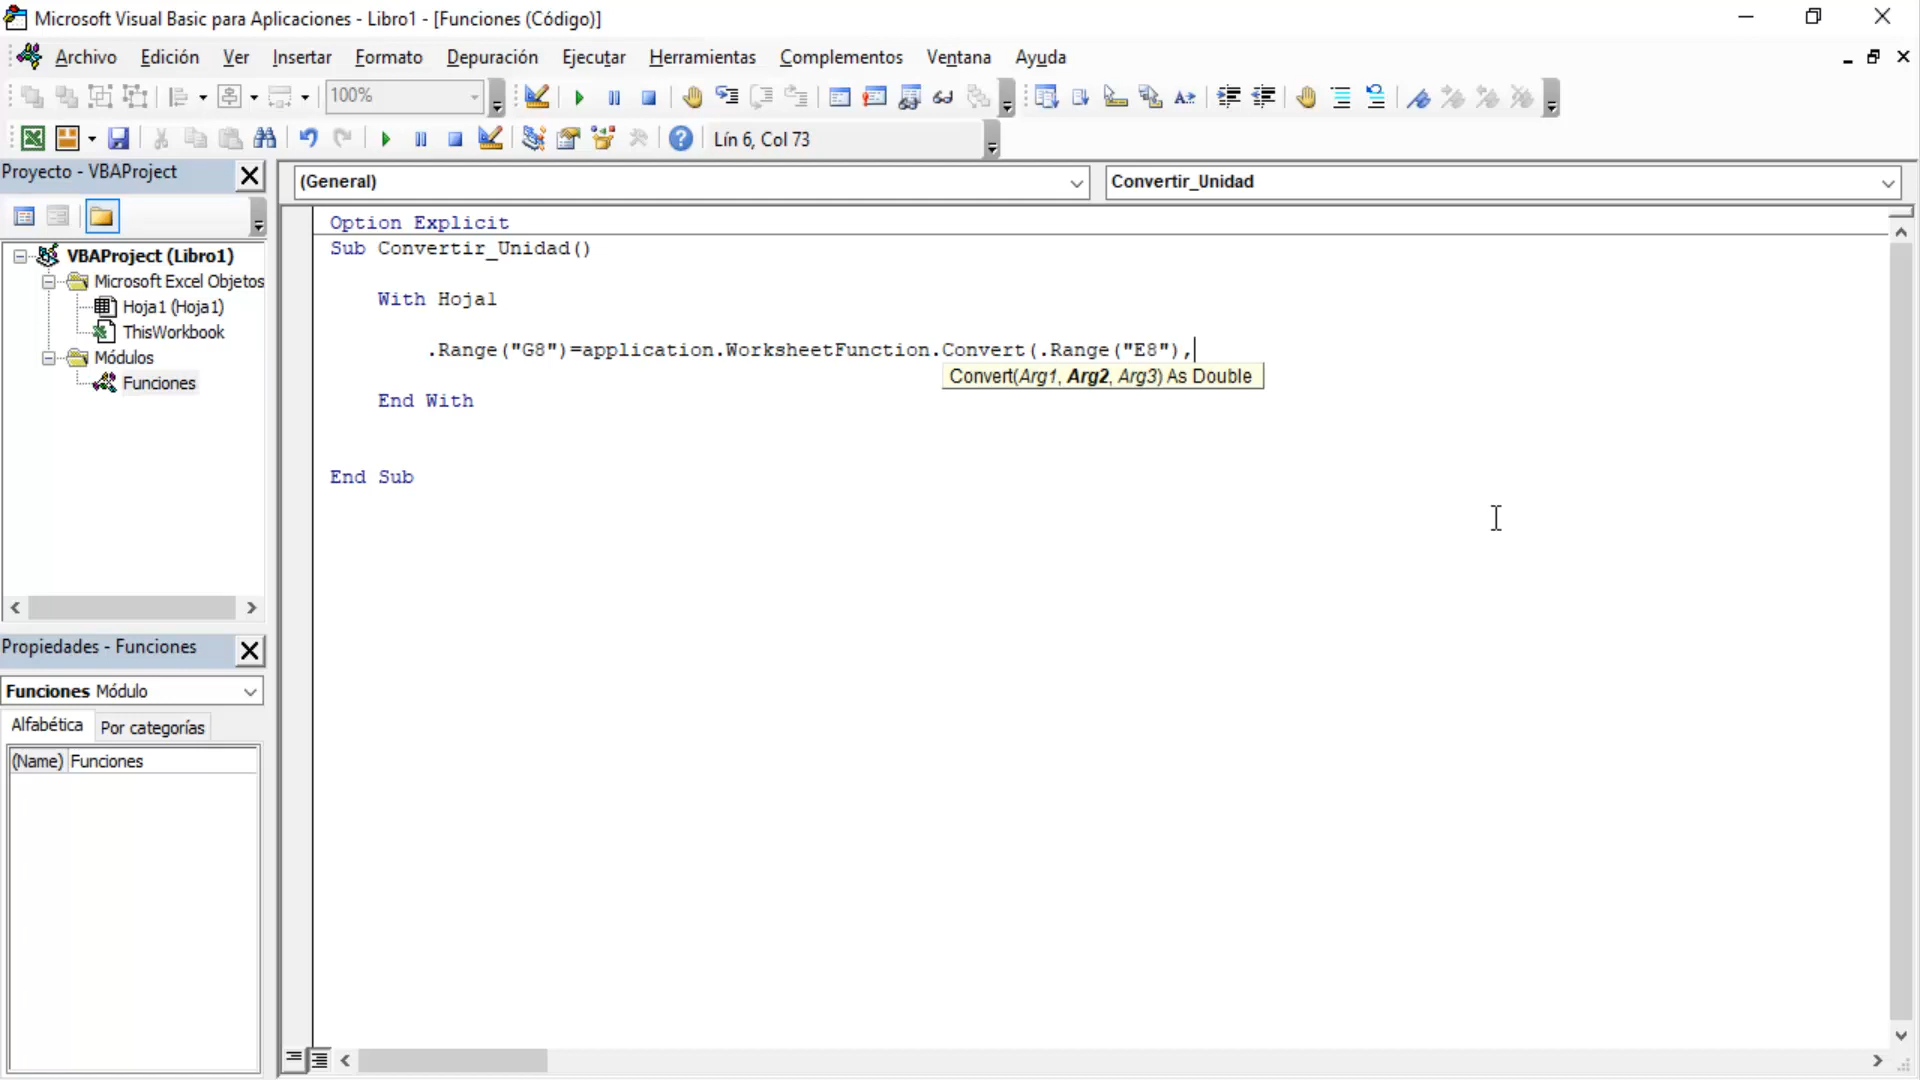 Microsoft Visual Basic para Aplicaciones - Libro1 - [Funciones (Código)]
Archivo Edición Ver Insertar Formato Depuración Ejecutar Herramientas Complementos Ventana Ayuda
100%
Lín 6, Col 73
Proyecto - VBAProject
(General)
Convertir_Unidad
VBAProject (Libro1)
Microsoft Excel Objetos
Hoja1 (Hoja1)
ThisWorkbook
Módulos
Funciones
Option Explicit
Sub Convertir_Unidad()
With Hoja1
.Range("G8")=application.WorksheetFunction.Convert(.Range("E8"),
Convert(Arg1, Arg2, Arg3) As Double
End With
End Sub
Propiedades - Funciones
Funciones Módulo
Alfabética Por categorías
(Name) Funciones